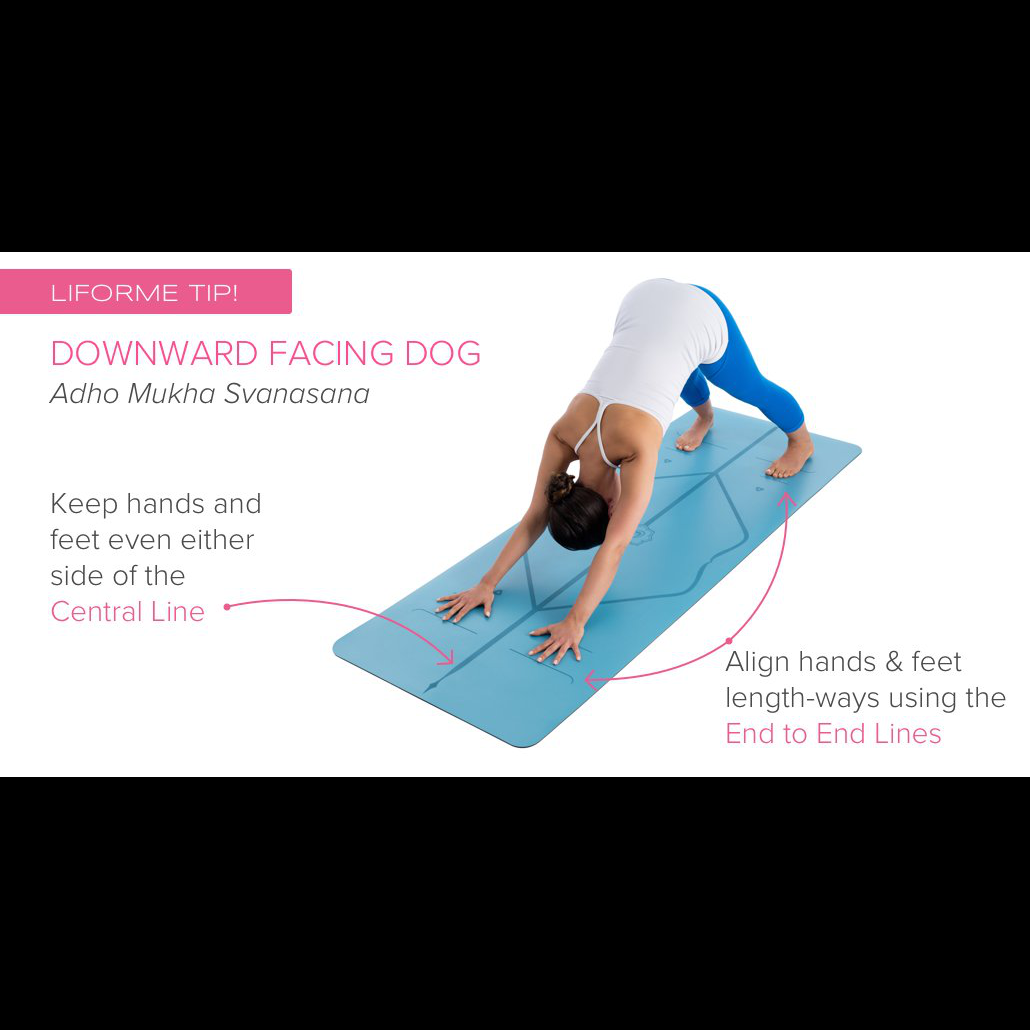 LIFORME TIP!
DOWNWARD FACING DOG
Adho Mukha Svanasana
Keep hands and
feet even either
side of the
Central Line
Align hands & feet
length-ways using the
End to End Lines